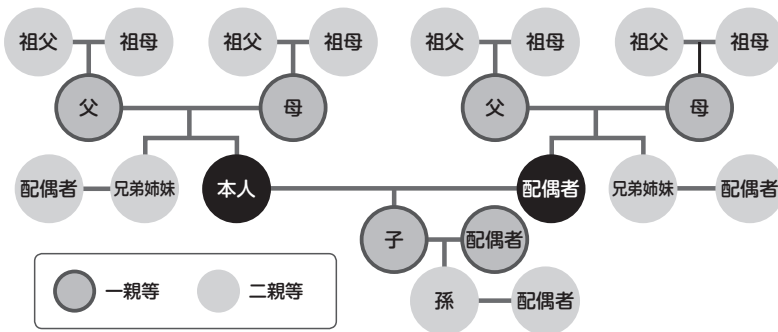 祖父 祖母 祖父 祖母 祖父 祖母 祖父 祖母
父 母 父 母
配偶者 兄弟姉妹 本人 配偶者 兄弟姉妹 配偶者
子 配偶者
一親等 二親等
孫 配偶者